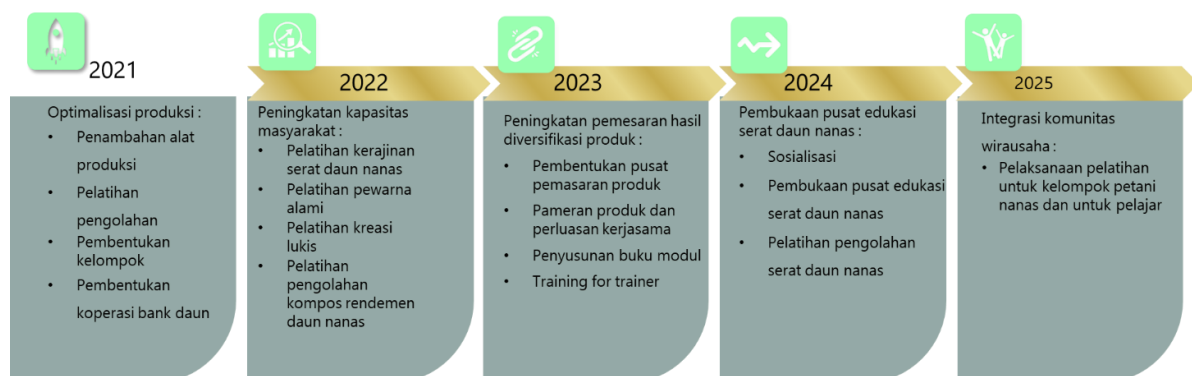 2021
Optimalisasi produksi :
• Penambahan alat
produksi
• Pelatihan
pengolahan
• Pembentukan
kelompok
• Pembentukan
koperasi bank daun
2022
Peningkatan kapasitas
masyarakat :
• Pelatihan kerajinan
serat daun nanas
• Pelatihan pewarna
alami
• Pelatihan kreasi
lukis
• Pelatihan
pengolahan
kompos rendemen
daun nanas
2023
Peningkatan pemesaran hasil
diversifikasi produk :
• Pembentukan pusat
pemasaran produk
• Pameran produk dan
perluasan kerjasama
• Penyusunan buku modul
• Training for trainer
2024
Pembukaan pusat edukasi
serat daun nanas :
• Sosialisasi
• Pembukaan pusat edukasi
serat daun nanas
• Pelatihan pengolahan
serat daun nanas
2025
Integrasi komunitas
wirausaha :
• Pelaksanaan pelatihan
untuk kelompok petani
nanas dan untuk pelajar